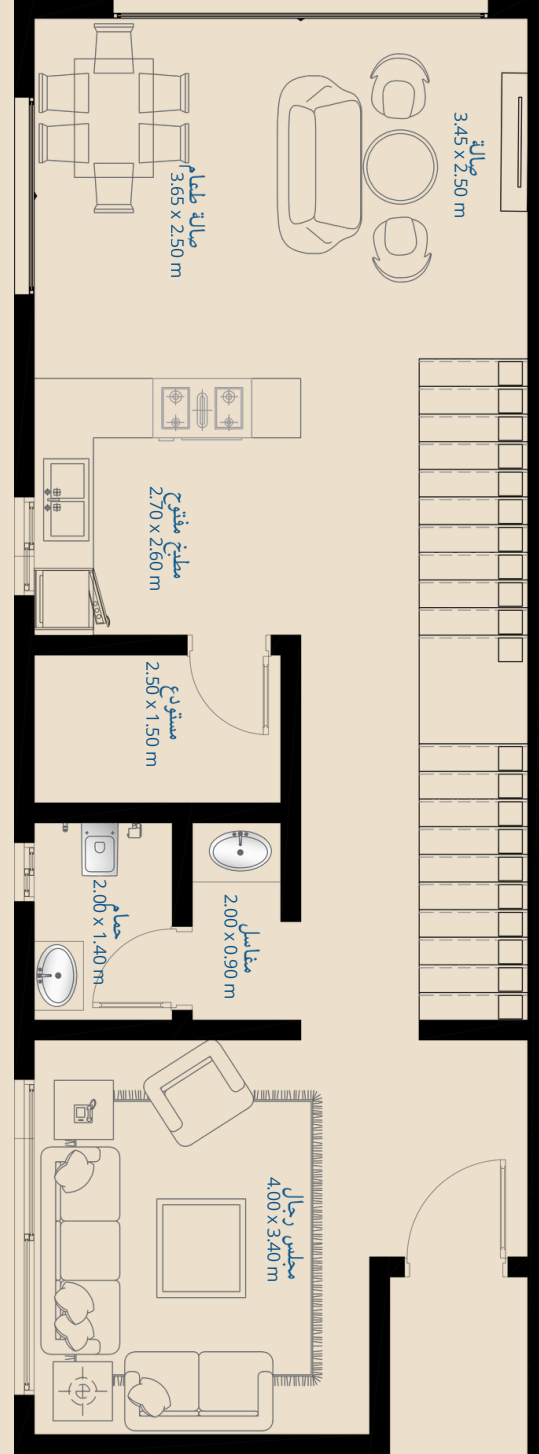 صالة
3.45 x 2.50 m
صالة طعام
3.65 x 2.50 m
مطبخ مفتوح
2.70 x 2.60 m
مستودع
2.50 x 1.50 m
مغاسل
2.00 x 0.90 m
حمام
2.00 x 1.40 m
مجلس رجال
4.00 x 3.40 m